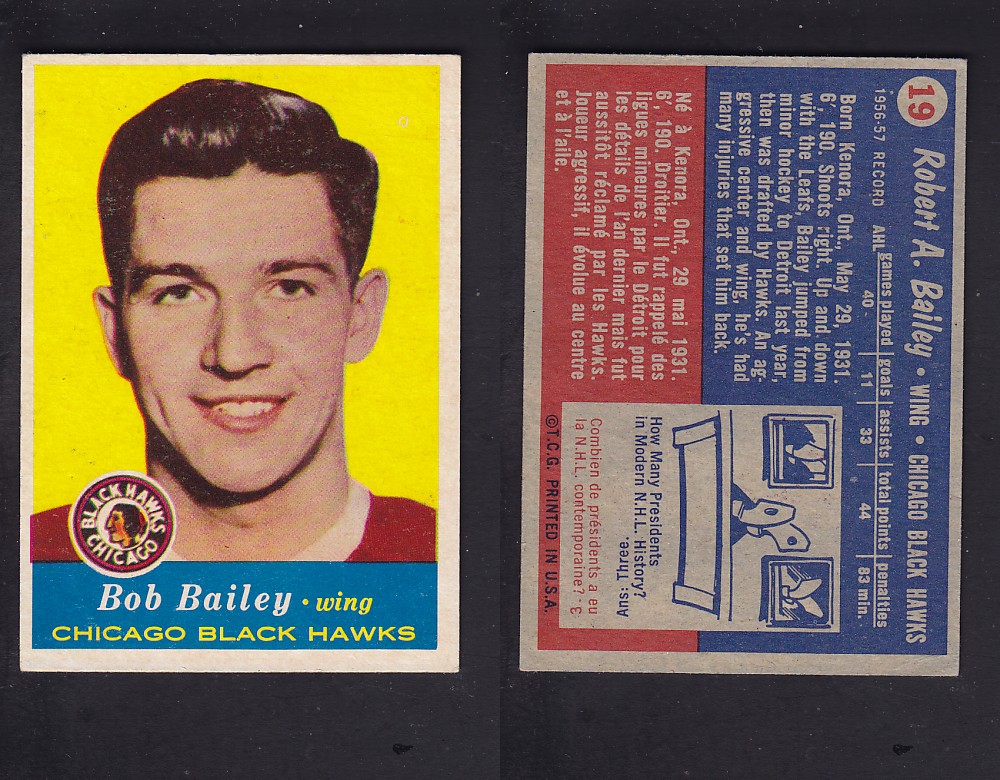 BLACK HAWKS
CHICAGO
Bob Bailey • wing
CHICAGO BLACK HAWKS
19
Robert A. Bailey • WING • CHICAGO BLACK HAWKS
1956-57 RECORD AHL games played goals assists total points penalties
40 11 33 44 83 min.
Born Kenora, Ont., May 29, 1931.
6', 190. Shoots right. Up and down
with the Leafs, Bailey jumped from
minor hockey to Detroit last year,
then was drafted by Hawks. An ag-
gressive center and wing, he's had
many injuries that set him back.
Né à Kenora, Ont., 29 mai 1931.
6', 190. Droitier. Il fut rappelé des
ligues mineures par le Détroit pour
les détails de l'an dernier mais fut
aussitôt réclamé par les Hawks.
Joueur agressif, il évolue au centre
et à l'aile.
How Many Presidents
in Modern N.H.L. History?
Ans: Three.
Combien de présidents a eu
la N.H.L. contemporaine? · 3
©T.C.G. PRINTED IN U.S.A.